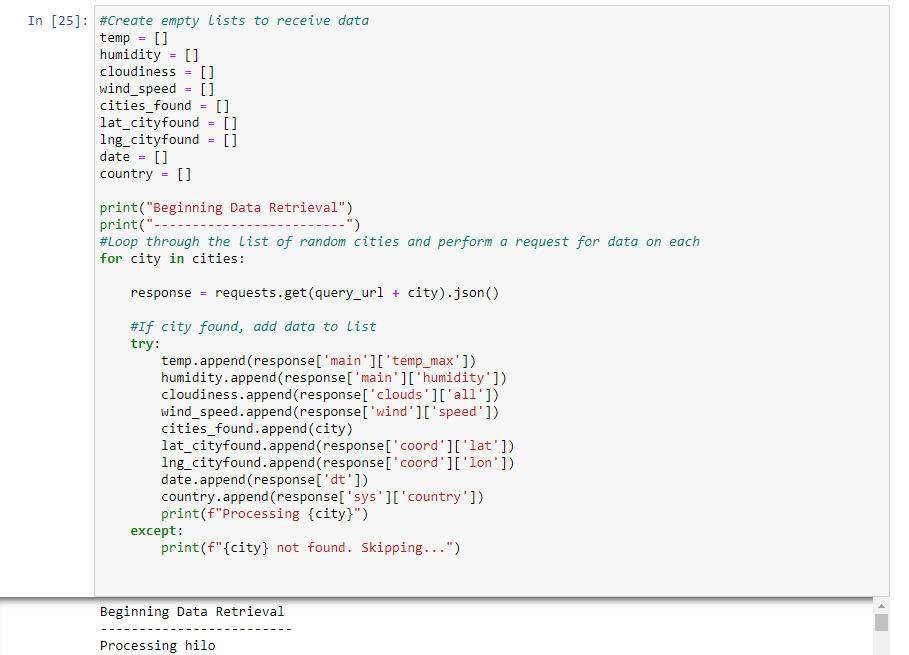 In [25]: #Create empty lists to receive data
temp = []
humidity = []
cloudiness = []
wind_speed = []
cities_found = []
lat_cityfound = []
lng_cityfound = []
date = []
country = []

print("Beginning Data Retrieval")
print("-------------------------")
#Loop through the list of random cities and perform a request for data on each
for city in cities:

    response = requests.get(query_url + city).json()

    #If city found, add data to list
    try:
        temp.append(response['main']['temp_max'])
        humidity.append(response['main']['humidity'])
        cloudiness.append(response['clouds']['all'])
        wind_speed.append(response['wind']['speed'])
        cities_found.append(city)
        lat_cityfound.append(response['coord']['lat'])
        lng_cityfound.append(response['coord']['lon'])
        date.append(response['dt'])
        country.append(response['sys']['country'])
        print(f"Processing {city}")
    except:
        print(f"{city} not found. Skipping...")

Beginning Data Retrieval
-------------------------
Processing hilo